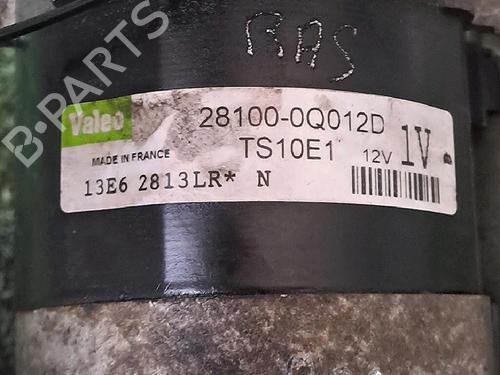 RAS
B-PARTS
Valeo
28100-0Q012D
TS10E1 12V 1V
MADE IN FRANCE
13E6 2813LR* N